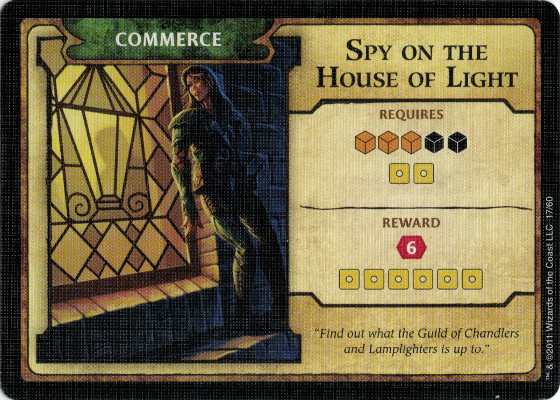 COMMERCE
SPY ON THE
HOUSE OF LIGHT
REQUIRES
REWARD
6
"Find out what the Guild of Chandlers
and Lamplighters is up to."
™ & ©2011 Wizards of the Coast LLC 17/60